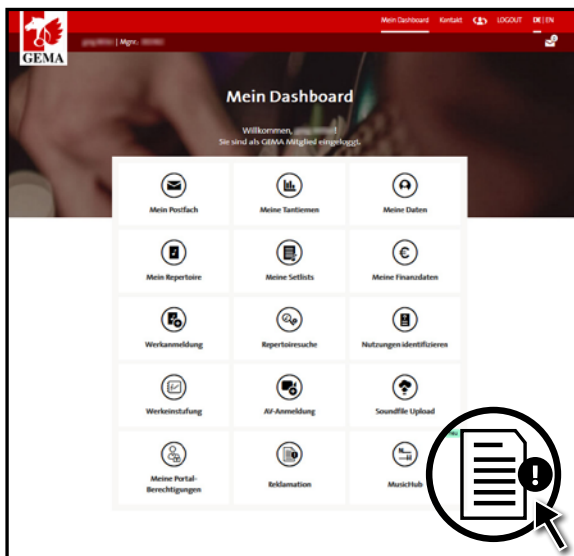 Mein Dashboard Kontakt LOGOUT DE | EN
GEMA
| Mgnr.
Mein Dashboard
Willkommen, !
Sie sind als GEMA Mitglied eingeloggt.
Mein Postfach Meine Tantiemen Meine Daten
Mein Repertoire Meine Setlists Meine Finanzdaten
Werkanmeldung Repertoiresuche Nutzungen identifizieren
Werkeinstufung AV-Anmeldung Soundfile Upload
Meine Portal-
Berechtigungen Reklamation MusicHub
!